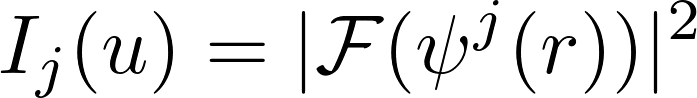 I_j(u) = |\mathcal{F}(\psi^j(r))|^2